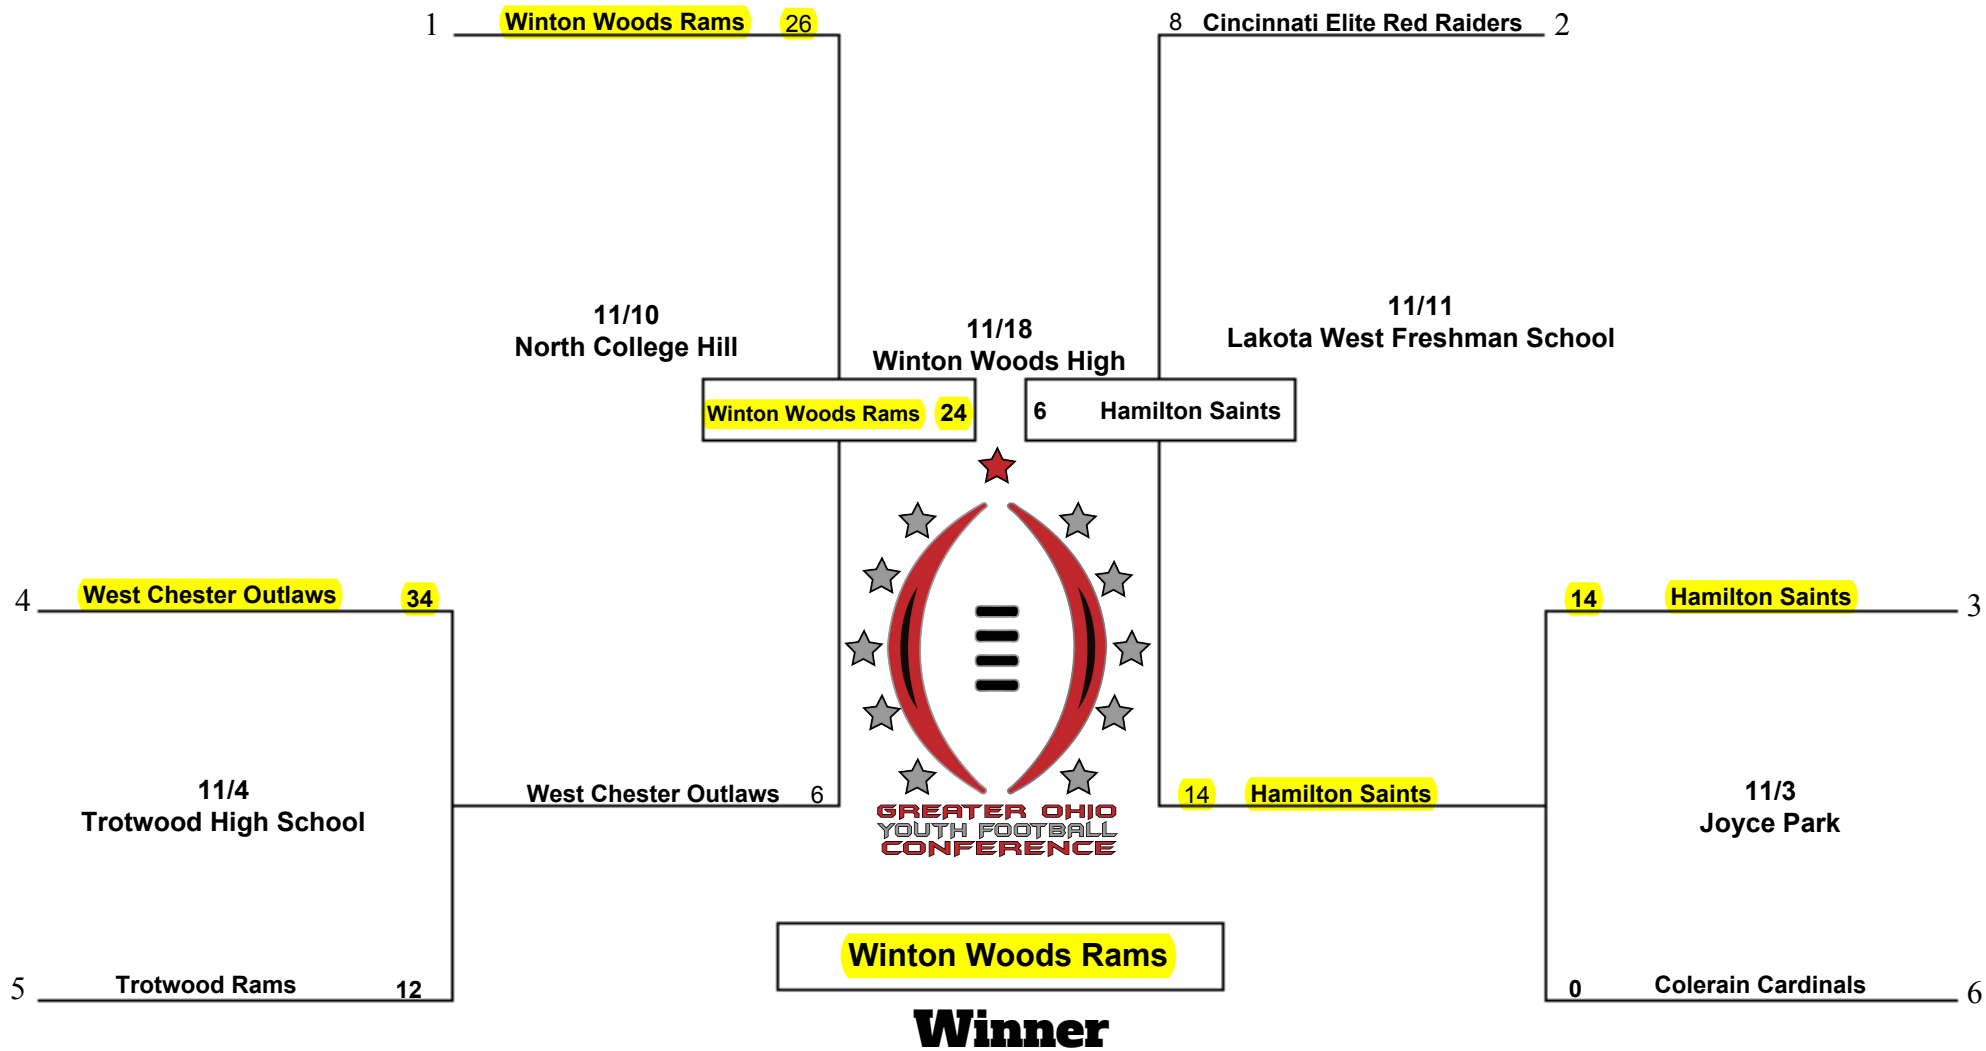 1 Winton Woods Rams 26
8 Cincinnati Elite Red Raiders 2
11/10
North College Hill
11/18
Winton Woods High
11/11
Lakota West Freshman School
Winton Woods Rams 24
6 Hamilton Saints
4 West Chester Outlaws 34
14 Hamilton Saints 3
11/4
Trotwood High School
West Chester Outlaws 6
14 Hamilton Saints
11/3
Joyce Park
GREATER OHIO
YOUTH FOOTBALL
CONFERENCE
5 Trotwood Rams 12
0 Colerain Cardinals 6
Winton Woods Rams
Winner